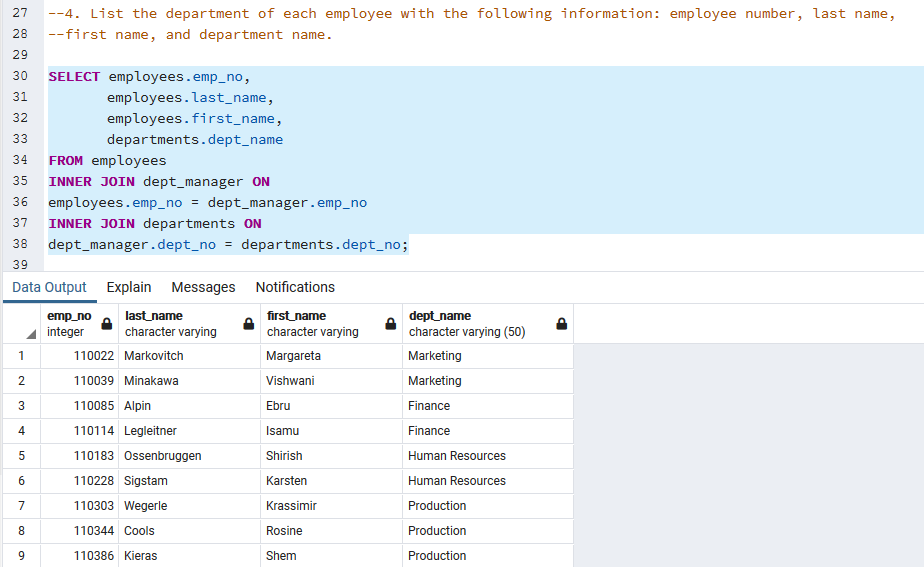 27 --4. List the department of each employee with the following information: employee number, last name,
28 --first name, and department name.
29
30 SELECT employees.emp_no,
31 employees.last_name,
32 employees.first_name,
33 departments.dept_name
34 FROM employees
35 INNER JOIN dept_manager ON
36 employees.emp_no = dept_manager.emp_no
37 INNER JOIN departments ON
38 dept_manager.dept_no = departments.dept_no;
39
Data Output Explain Messages Notifications
emp_no last_name first_name dept_name
integer character varying character varying character varying (50)
1 110022 Markovitch Margareta Marketing
2 110039 Minakawa Vishwani Marketing
3 110085 Alpin Ebru Finance
4 110114 Legleitner Isamu Finance
5 110183 Ossenbruggen Shirish Human Resources
6 110228 Sigstam Karsten Human Resources
7 110303 Wegerle Krassimir Production
8 110344 Cools Rosine Production
9 110386 Kieras Shem Production